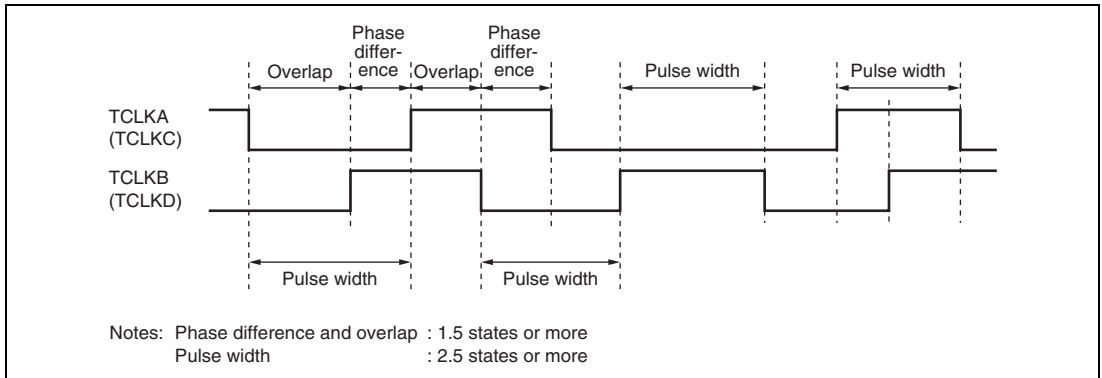 Phase
differ-
ence
Phase
differ-
ence
Overlap
Overlap
Pulse width
Pulse width
TCLKA
(TCLKC)
TCLKB
(TCLKD)
Pulse width
Pulse width
Notes: Phase difference and overlap : 1.5 states or more
Pulse width : 2.5 states or more